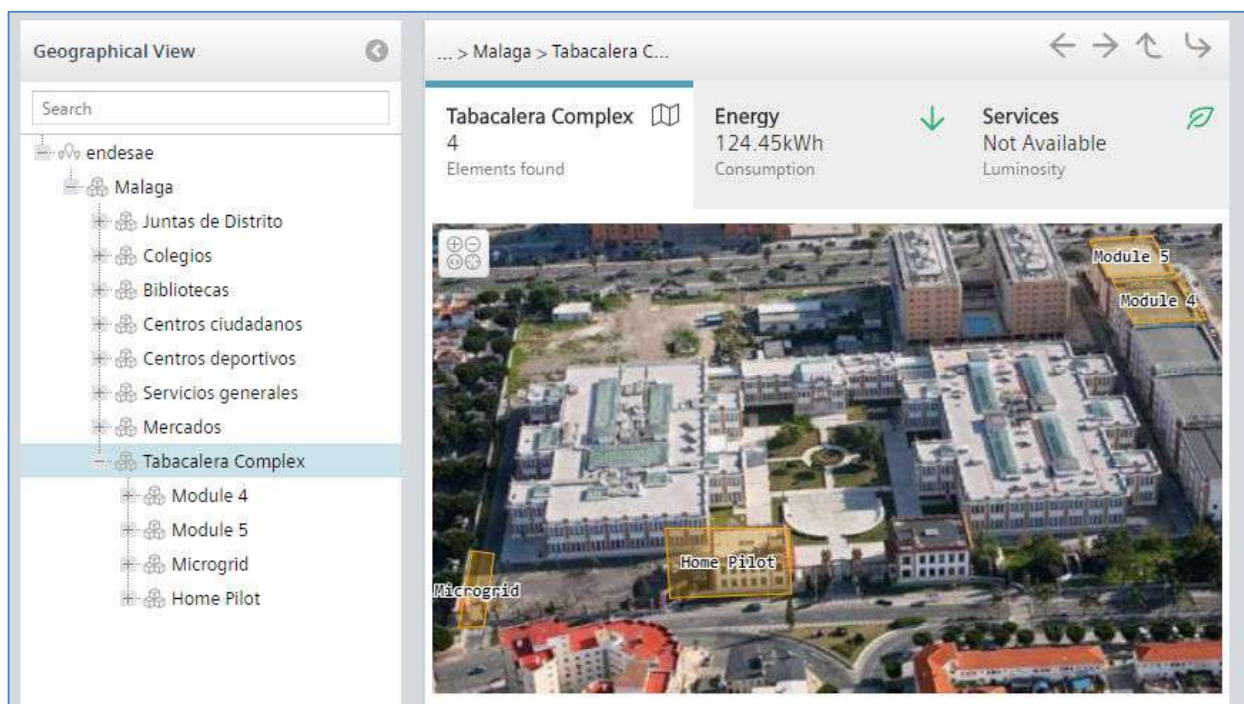 Geographical View
Search
endesae
Malaga
Juntas de Distrito
Colegios
Bibliotecas
Centros ciudadanos
Centros deportivos
Servicios generales
Mercados
Tabacalera Complex
Module 4
Module 5
Microgrid
Home Pilot
... > Malaga > Tabacalera C...
Tabacalera Complex
4
Elements found
Energy
124.45kWh
Consumption
Services
Not Available
Luminosity
Module 5
Module 4
Home Pilot
Microgrid